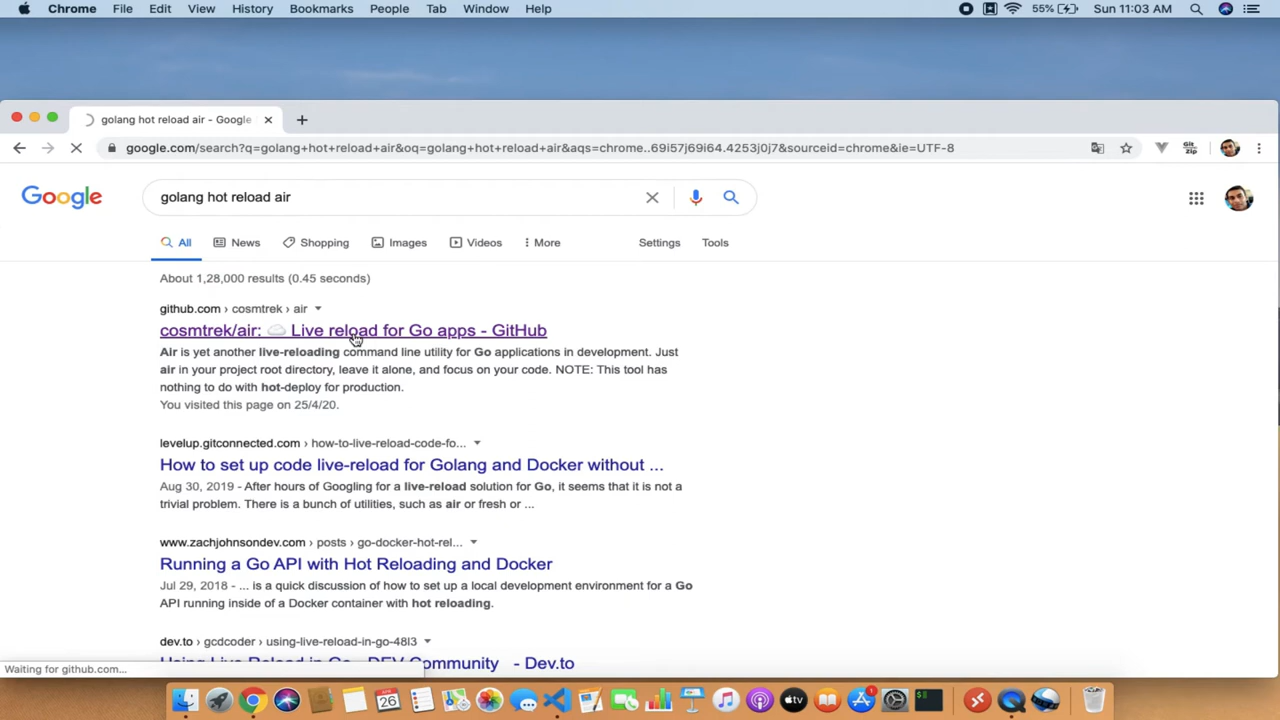 Chrome File Edit View History Bookmarks People Tab Window Help 55% Sun 11:03 AM
golang hot reload air - Google
google.com/search?q=golang+hot+reload+air&oq=golang+hot+reload+air&aqs=chrome..69i57j69i64.4253j0j7&sourceid=chrome&ie=UTF-8
Google golang hot reload air
All News Shopping Images Videos More Settings Tools
About 1,28,000 results (0.45 seconds)
github.com › cosmtrek › air
cosmtrek/air: ☁️ Live reload for Go apps - GitHub
Air is yet another live-reloading command line utility for Go applications in development. Just
air in your project root directory, leave it alone, and focus on your code. NOTE: This tool has
nothing to do with hot-deploy for production.
You visited this page on 25/4/20.
levelup.gitconnected.com › how-to-live-reload-code-fo...
How to set up code live-reload for Golang and Docker without ...
Aug 30, 2019 - After hours of Googling for a live-reload solution for Go, it seems that it is not a
trivial problem. There is a bunch of utilities, such as air or fresh or ...
www.zachjohnsondev.com › posts › go-docker-hot-rel...
Running a Go API with Hot Reloading and Docker
Jul 29, 2018 - ... is a quick discussion of how to set up a local development environment for a Go
API running inside of a Docker container with hot reloading.
dev.to › gcdcoder › using-live-reload-in-go-48l3
Using Live Reload in Go - DEV Community - Dev.to
Waiting for github.com...